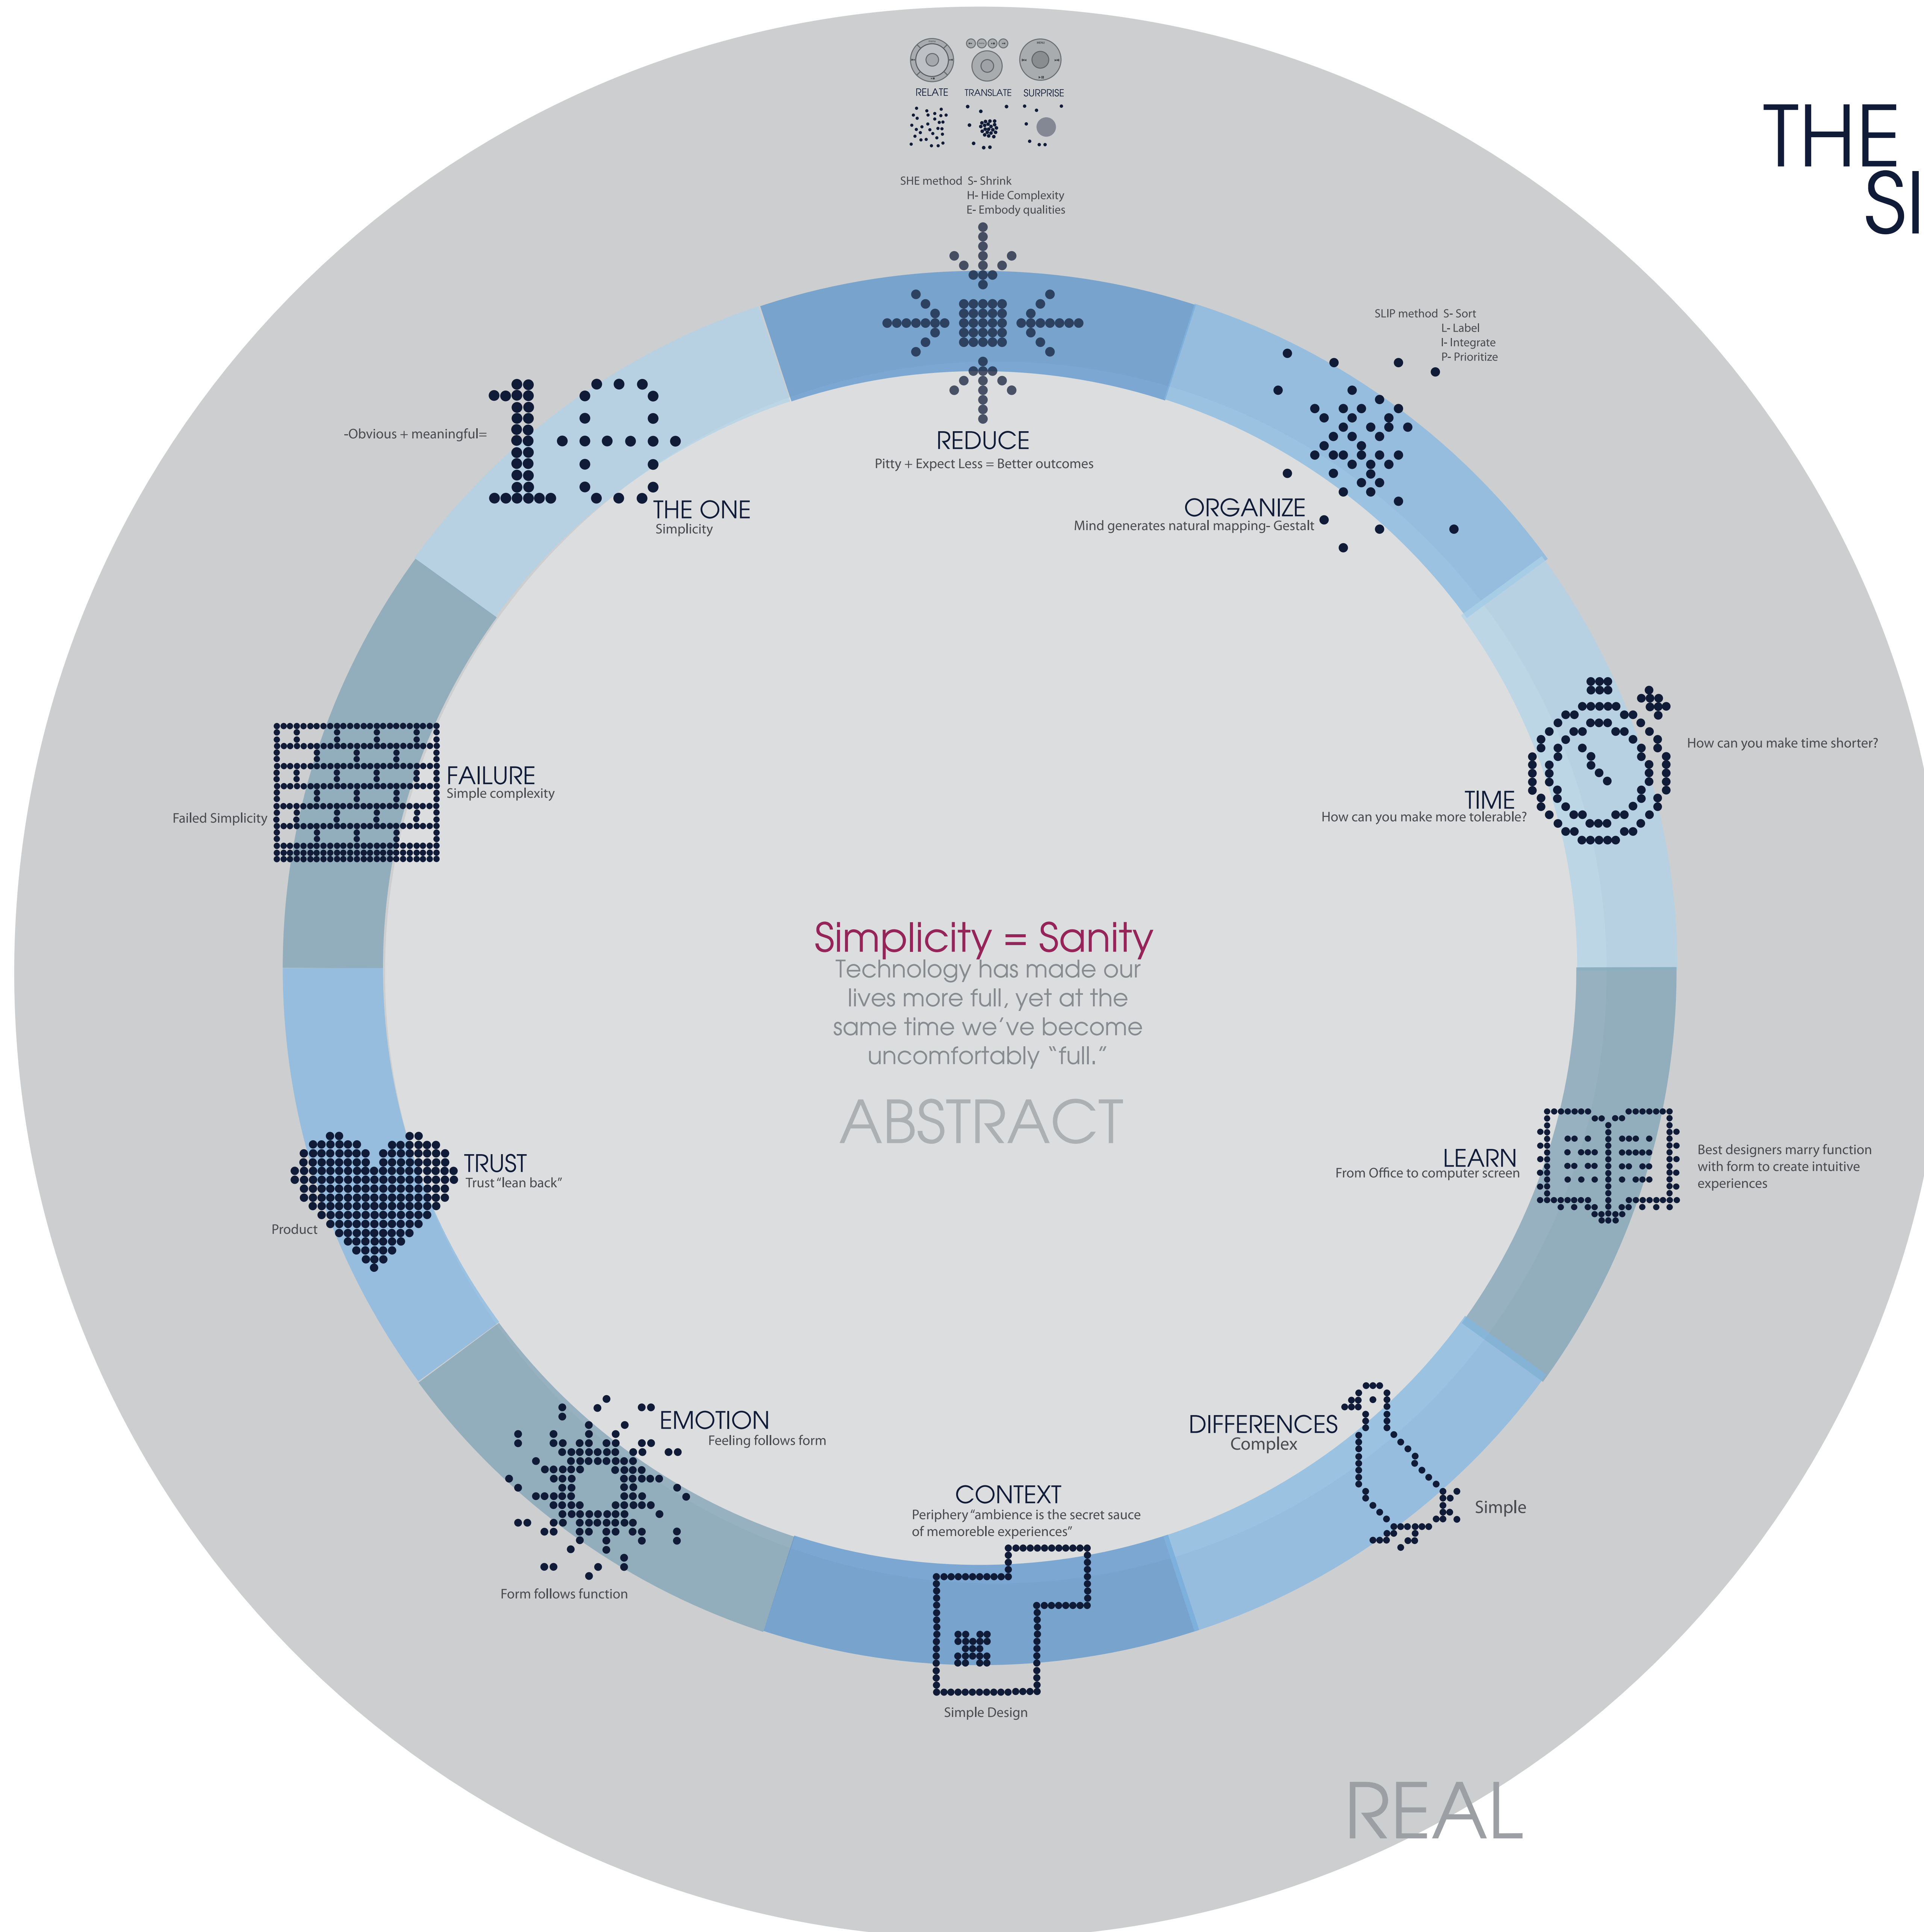 THE
SI
RELATE TRANSLATE SURPRISE
SHE method S- Shrink
H- Hide Complexity
E- Embody qualities
REDUCE
Pitty + Expect Less = Better outcomes
SLIP method S- Sort
L- Label
I- Integrate
P- Prioritize
ORGANIZE
Mind generates natural mapping- Gestalt
How can you make time shorter?
TIME
How can you make more tolerable?
LEARN
From Office to computer screen
Best designers marry function
with form to create intuitive
experiences
DIFFERENCES
Complex
Simple
CONTEXT
Periphery "ambience is the secret sauce
of memoreble experiences"
Simple Design
EMOTION
Feeling follows form
Form follows function
TRUST
Trust "lean back"
Product
FAILURE
Simple complexity
Failed Simplicity
-Obvious + meaningful=
10
THE ONE
Simplicity
Simplicity = Sanity
Technology has made our
lives more full, yet at the
same time we've become
uncomfortably "full."
ABSTRACT
REAL